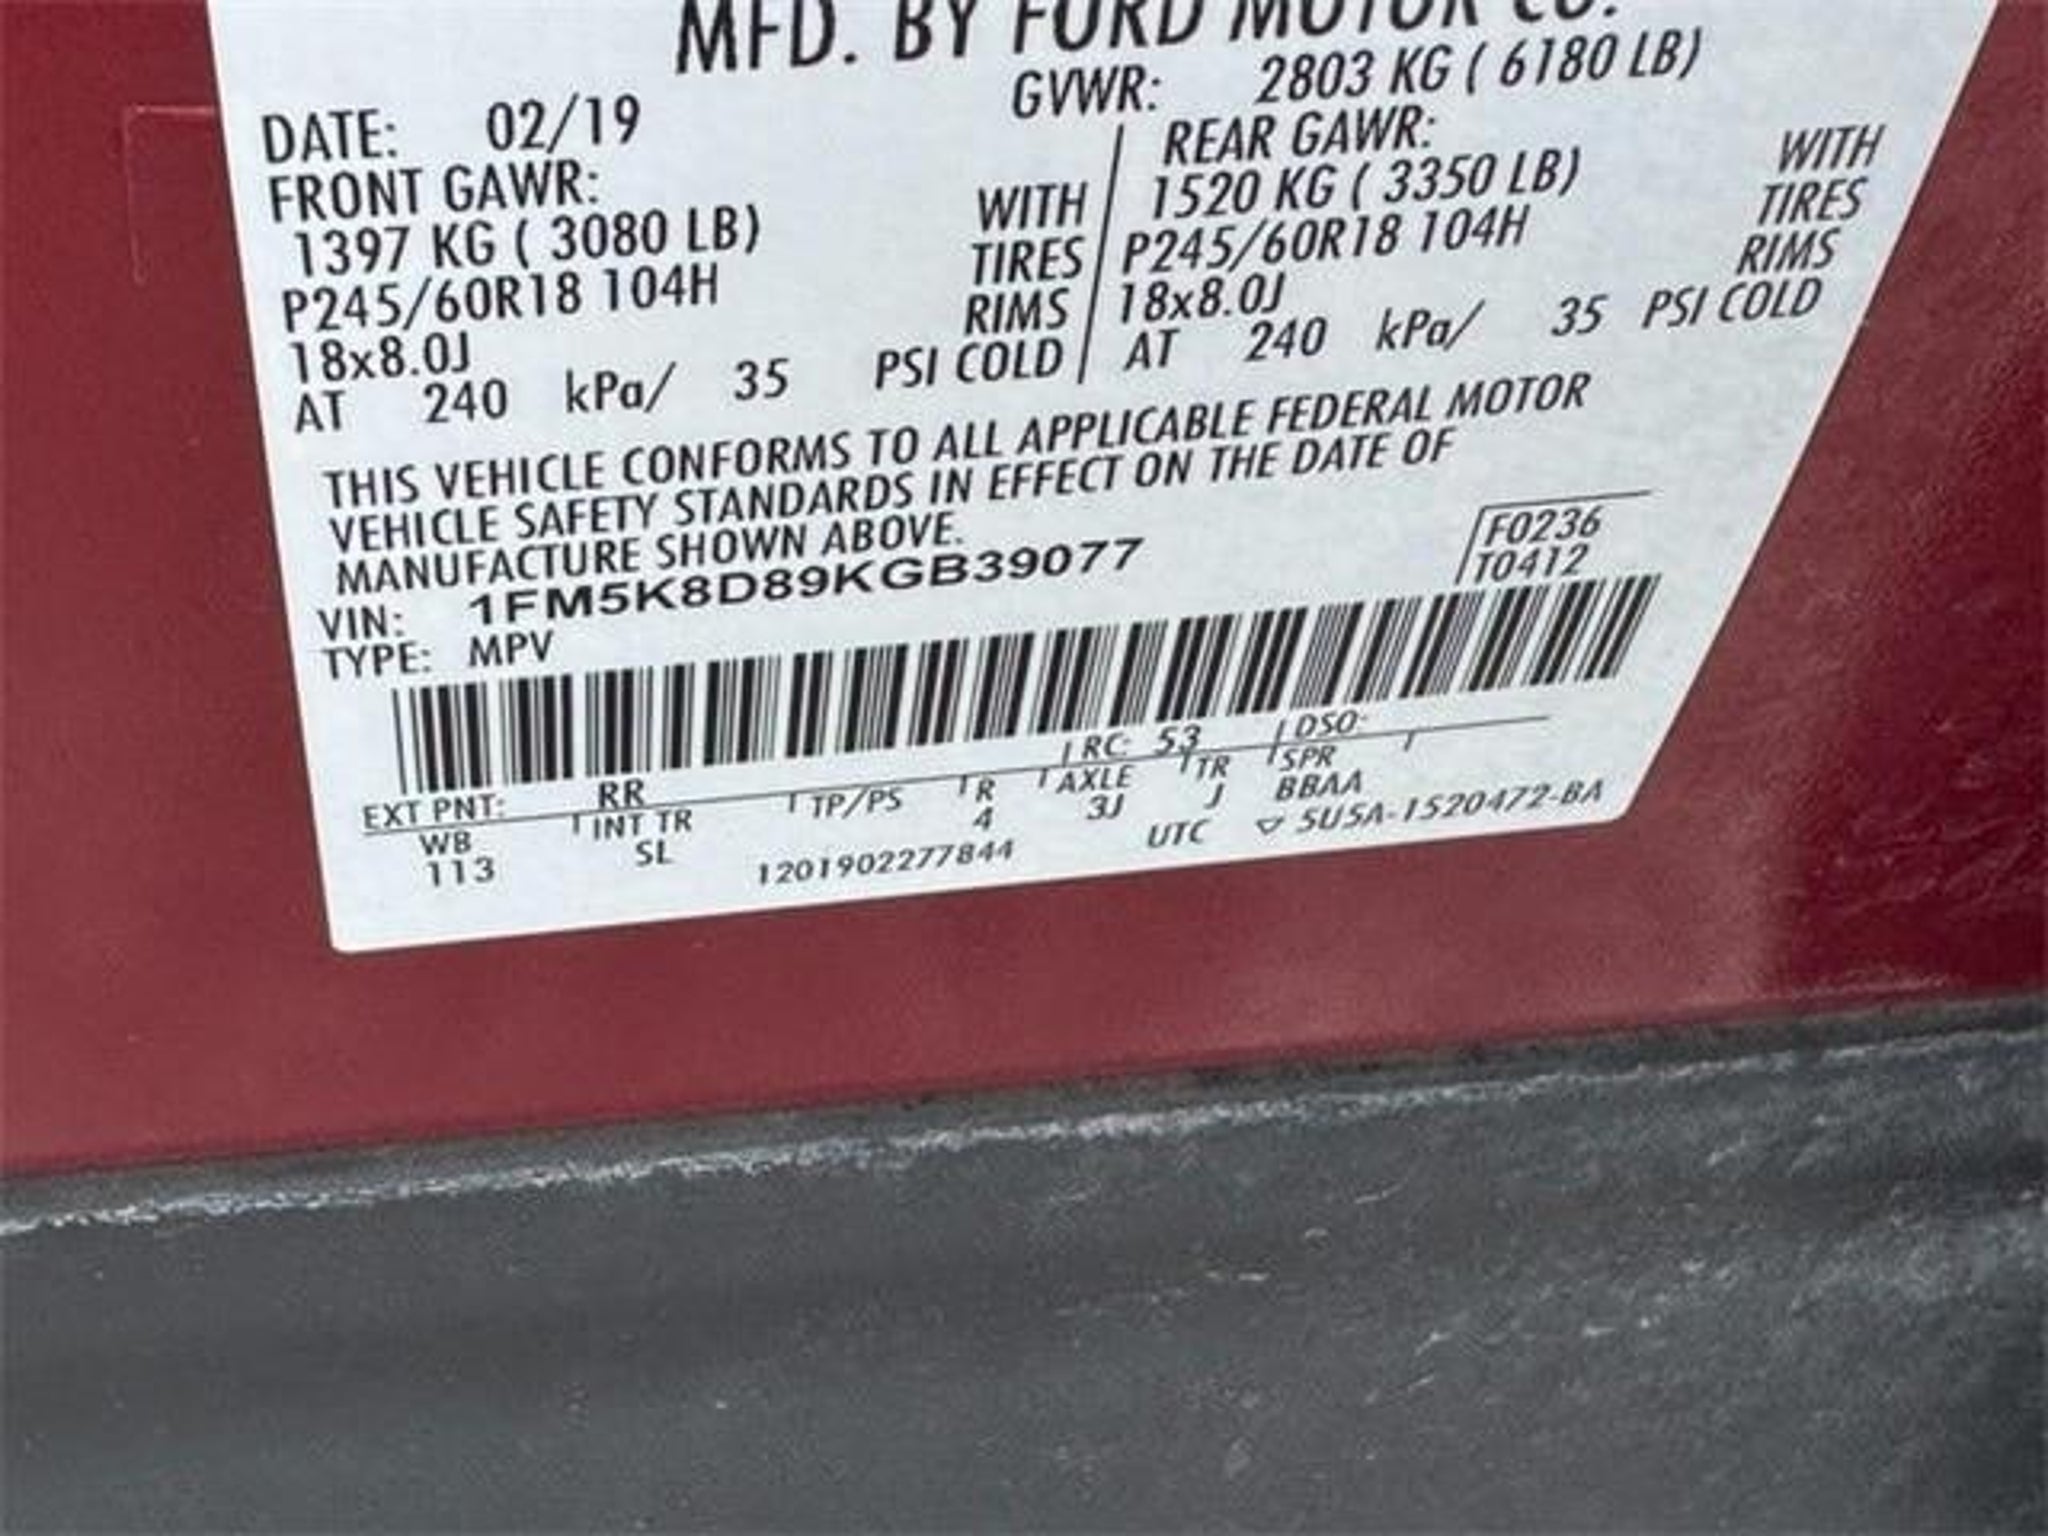 MFD. BY FORD MOTOR CO.
DATE: 02/19 GVWR: 2803 KG ( 6180 LB)
FRONT GAWR: REAR GAWR:
1397 KG ( 3080 LB) WITH 1520 KG ( 3350 LB) WITH
P245/60R18 104H TIRES P245/60R18 104H TIRES
18x8.0J RIMS 18x8.0J RIMS
AT 240 kPa/ 35 PSI COLD AT 240 kPa/ 35 PSI COLD
THIS VEHICLE CONFORMS TO ALL APPLICABLE FEDERAL MOTOR
VEHICLE SAFETY STANDARDS IN EFFECT ON THE DATE OF
MANUFACTURE SHOWN ABOVE.
F0236
T0412
VIN: 1FM5K8D89KGB39077
TYPE: MPV
EXT PNT: RR RC: 53 DSO:
WB INT TR TP/PS R AXLE TR SPR
113 SL 4 3J J BBAA
1201902277844 UTC ▽ 5U5A-1520472-BA